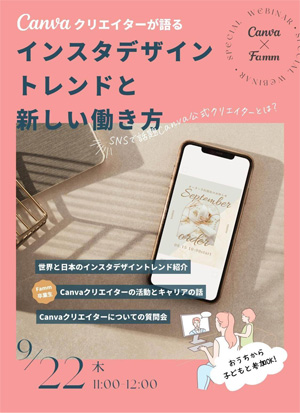 Canva クリエイターが語る
インスタデザイン
トレンドと
新しい働き方
SPECIAL WEBINAR • SPECIAL WEBINAR •
Canva
×
Famm
SNSで話題Canva公式クリエイターとは?
September
order
世界と日本のインスタデザイントレンド紹介
Famm
卒業生
Canvaクリエイターの活動とキャリアの話
Canvaクリエイターについての質問会
9/22 木
11:00-12:00
おうちから
子どもと参加OK!